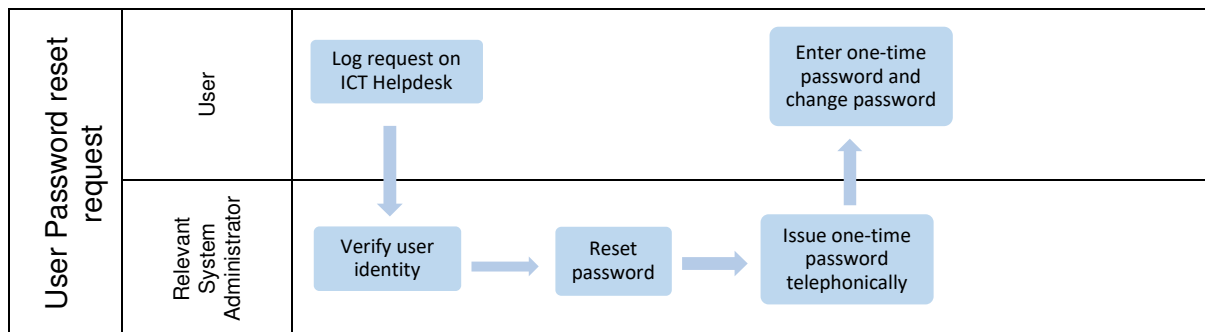 User Password reset
request
User
Log request on
ICT Helpdesk
Enter one-time
password and
change password
Relevant
System
Administrator
Verify user
identity
Reset
password
Issue one-time
password
telephonically